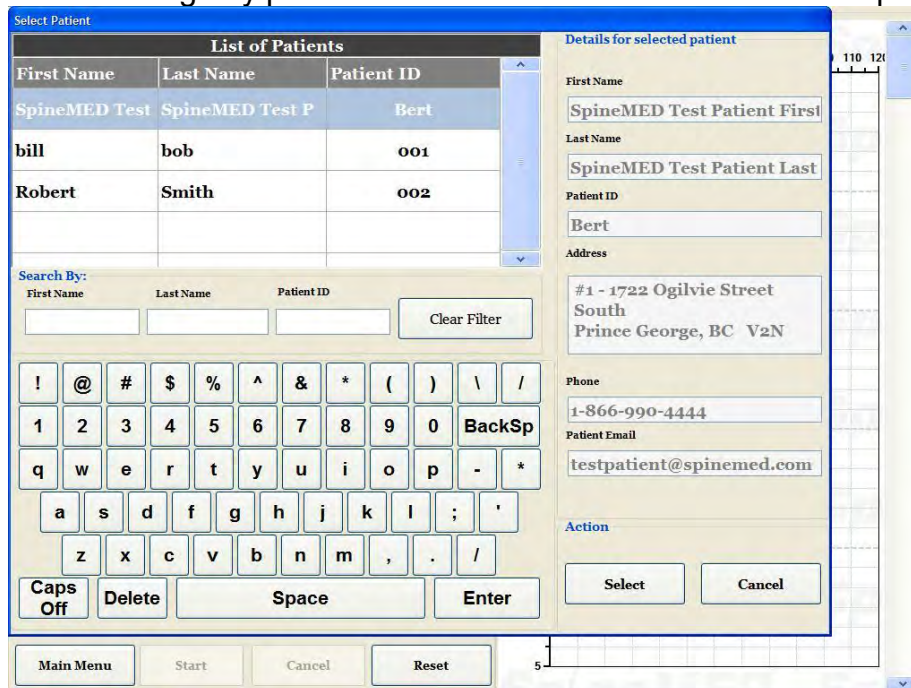 Select Patient
List of Patients
First Name Last Name Patient ID
SpineMED Test SpineMED Test P Bert
bill bob 001
Robert Smith 002
Search By:
First Name Last Name Patient ID
Clear Filter
! @ # $ % ^ & * ( ) \ /
1 2 3 4 5 6 7 8 9 0 BackSp
q w e r t y u i o p - *
a s d f g h j k l ; '
z x c v b n m , . /
Caps Off Delete Space Enter
Details for selected patient
First Name
SpineMED Test Patient First
Last Name
SpineMED Test Patient Last
Patient ID
Bert
Address
#1 - 1722 Ogilvie Street
South
Prince George, BC V2N
Phone
1-866-990-4444
Patient Email
testpatient@spinemed.com
Action
Select Cancel
110 120
Main Menu Start Cancel Reset
5